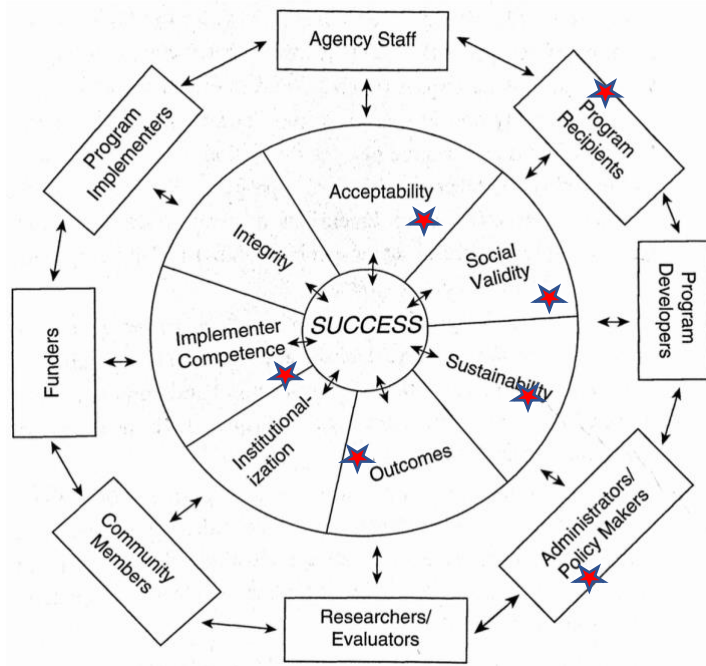 Agency Staff
Program
Implementers
Program
Recipients
Acceptability
Integrity
Social
Validity
SUCCESS
Implementer
Competence
Sustainability
Institutional-
ization
Outcomes
Funders
Program
Developers
Community
Members
Administrators/
Policy Makers
Researchers/
Evaluators